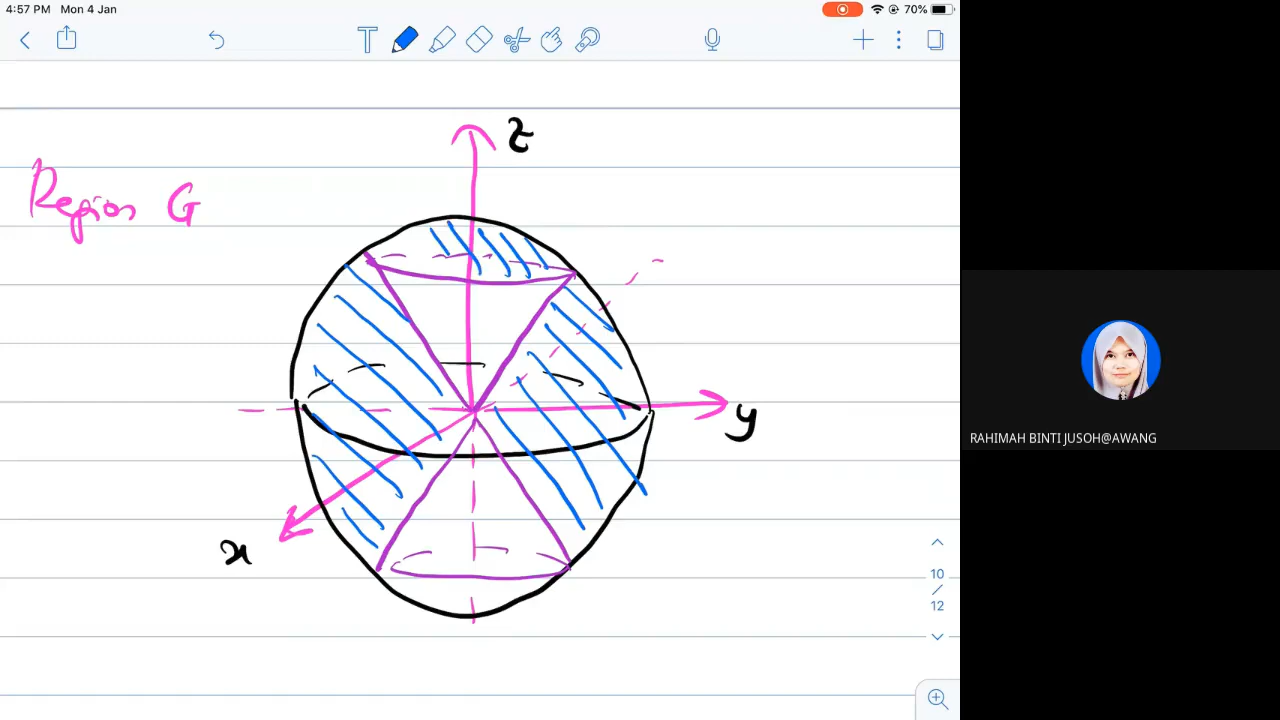 4:57 PM Mon 4 Jan
70%
T
z
Region G
y
x
RAHIMAH BINTI JUSOH@AWANG
10
/
12